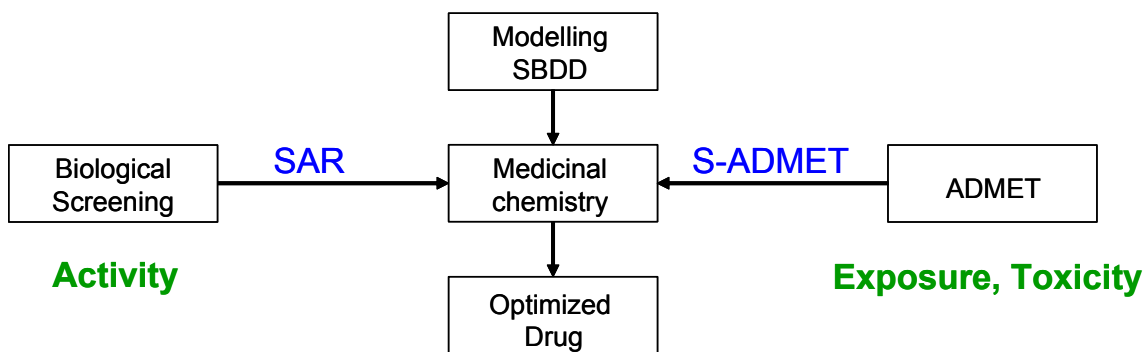 Modelling
SBDD
SAR
S-ADMET
Biological
Screening
Medicinal
chemistry
ADMET
Activity
Exposure, Toxicity
Optimized
Drug